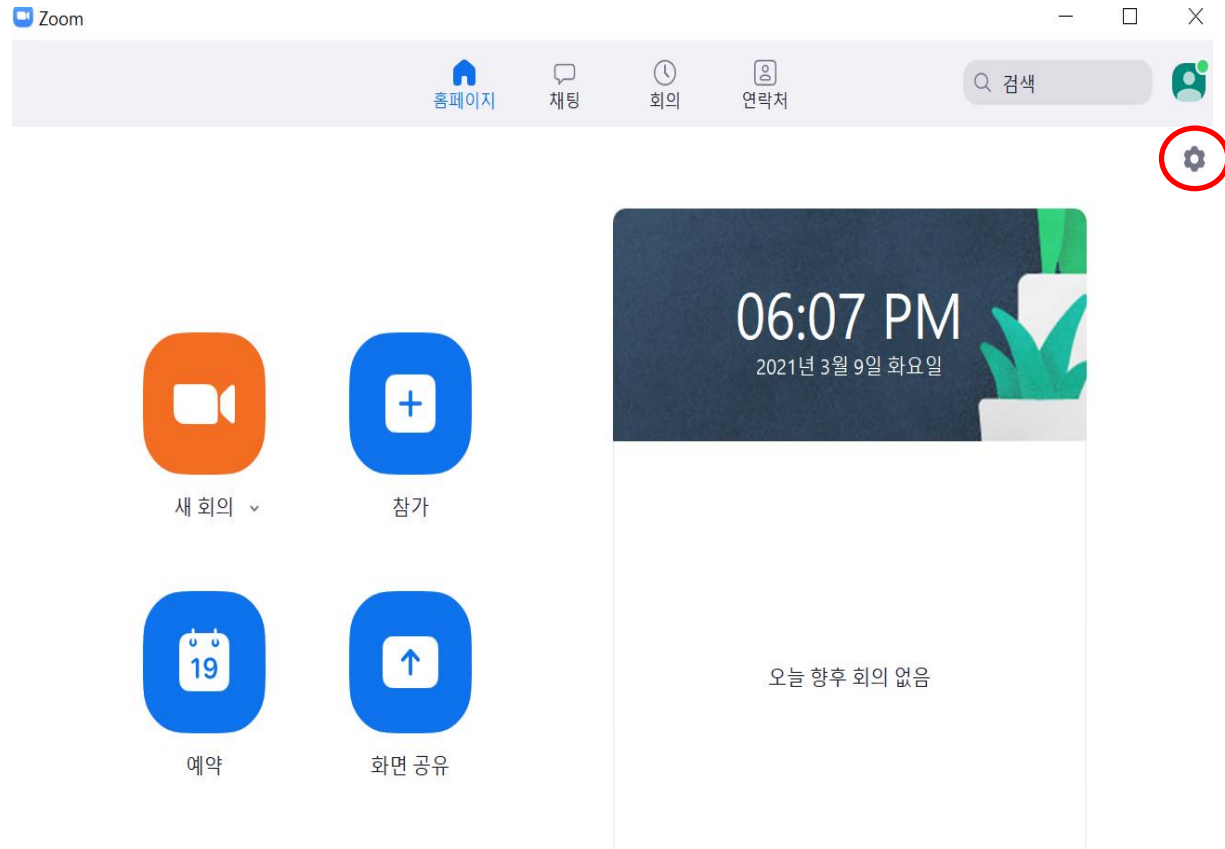 Zoom
홈페이지 채팅 회의 연락처 검색
06:07 PM
2021년 3월 9일 화요일
새 회의 참가
19
예약 화면 공유
오늘 향후 회의 없음